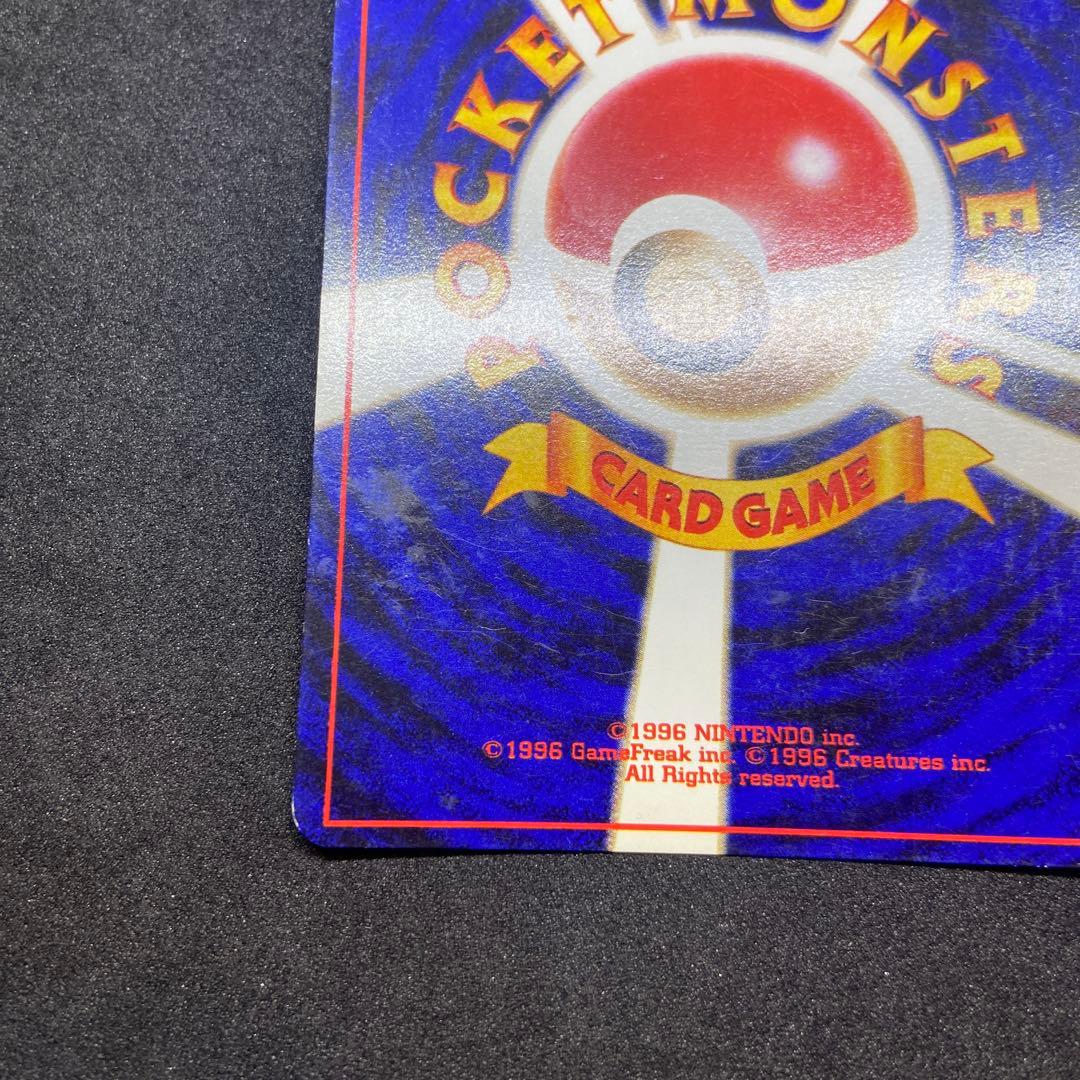 POCKET MONSTERS
CARD GAME
©1996 NINTENDO inc.
©1996 GameFreak inc. ©1996 Creatures inc.
All Rights reserved.